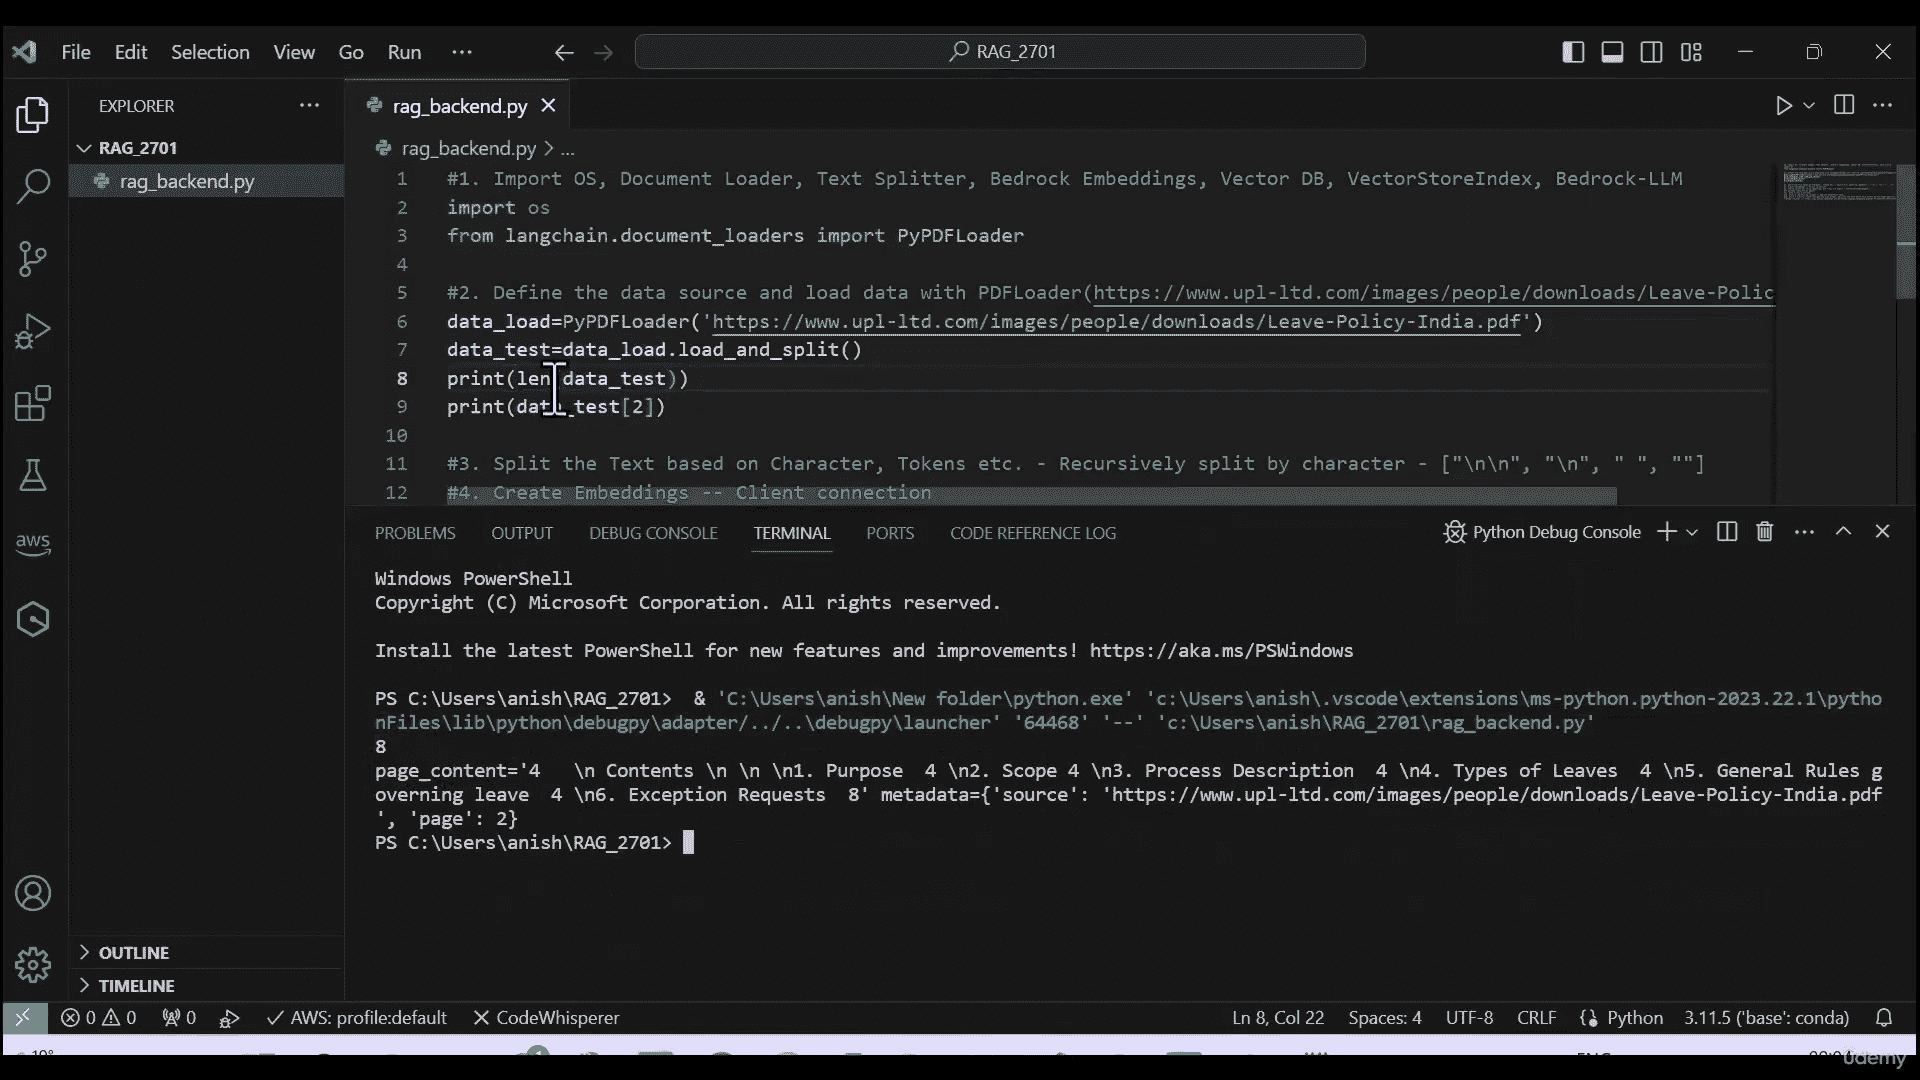 File Edit Selection View Go Run ··· RAG_2701
EXPLORER ···
RAG_2701
rag_backend.py
OUTLINE
TIMELINE
rag_backend.py
rag_backend.py > ...
1 #1. Import OS, Document Loader, Text Splitter, Bedrock Embeddings, Vector DB, VectorStoreIndex, Bedrock-LLM
2 import os
3 from langchain.document_loaders import PyPDFLoader
4
5 #2. Define the data source and load data with PDFLoader(https://www.upl-ltd.com/images/people/downloads/Leave-Polic
6 data_load=PyPDFLoader('https://www.upl-ltd.com/images/people/downloads/Leave-Policy-India.pdf')
7 data_test=data_load.load_and_split()
8 print(len(data_test))
9 print(data_test[2])
10
11 #3. Split the Text based on Character, Tokens etc. - Recursively split by character - ["\n\n", "\n", " ", ""]
12 #4. Create Embeddings -- Client connection
PROBLEMS OUTPUT DEBUG CONSOLE TERMINAL PORTS CODE REFERENCE LOG Python Debug Console
Windows PowerShell
Copyright (C) Microsoft Corporation. All rights reserved.
Install the latest PowerShell for new features and improvements! https://aka.ms/PSWindows
PS C:\Users\anish\RAG_2701>  & 'C:\Users\anish\New folder\python.exe' 'c:\Users\anish\.vscode\extensions\ms-python.python-2023.22.1\pytho
nFiles\lib\python\debugpy\adapter/../..\debugpy\launcher' '64468' '--' 'c:\Users\anish\RAG_2701\rag_backend.py'
8
page_content='4   \n Contents \n \n \n1. Purpose  4 \n2. Scope 4 \n3. Process Description  4 \n4. Types of Leaves  4 \n5. General Rules g
overning leave  4 \n6. Exception Requests  8' metadata={'source': 'https://www.upl-ltd.com/images/people/downloads/Leave-Policy-India.pdf
', 'page': 2}
PS C:\Users\anish\RAG_2701>
aws
0 0 0 AWS: profile:default CodeWhisperer Ln 8, Col 22 Spaces: 4 UTF-8 CRLF Python 3.11.5 ('base': conda)
udemy